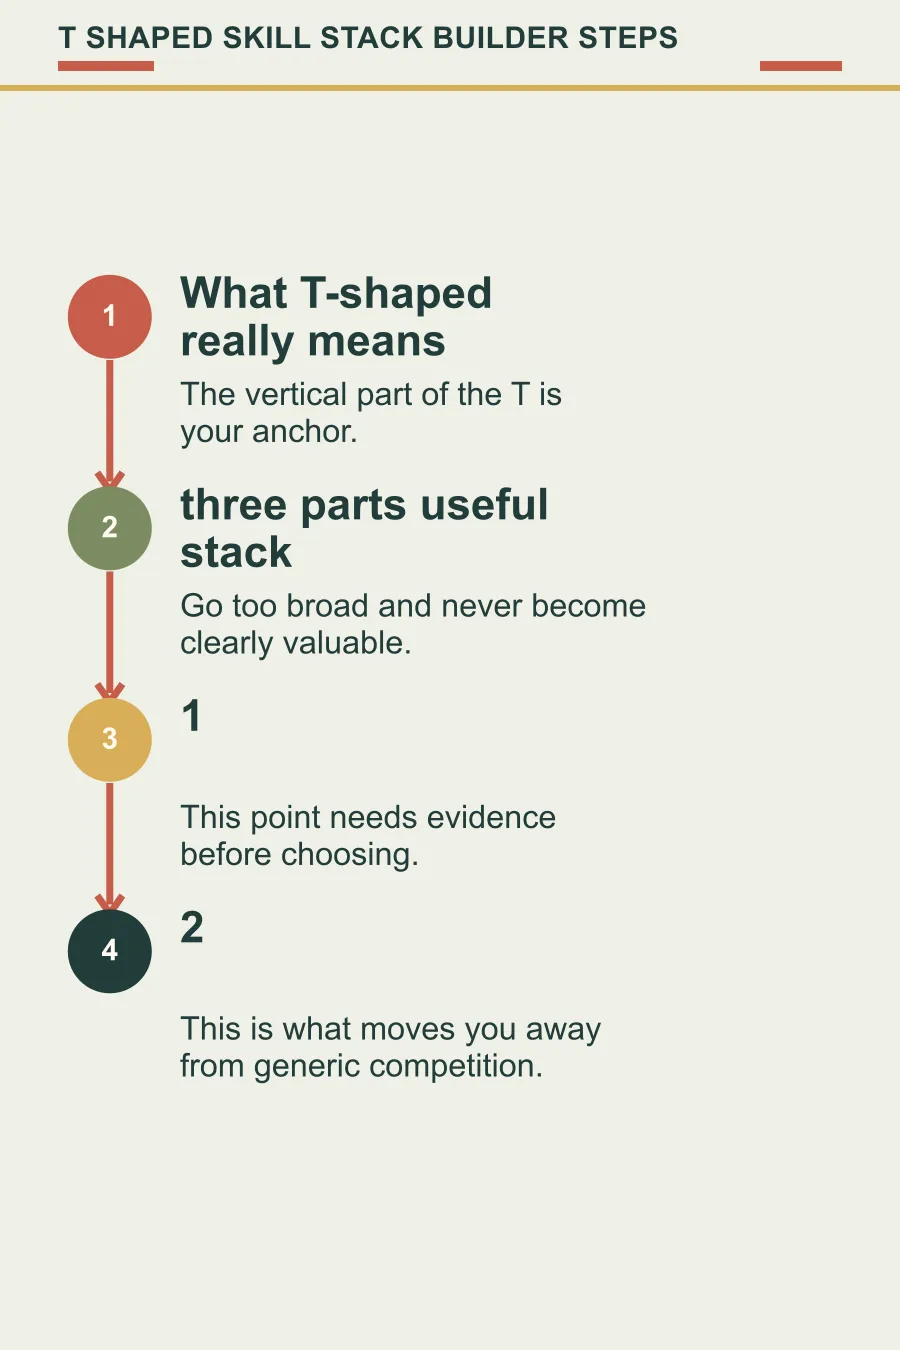 T SHAPED SKILL STACK BUILDER STEPS
1
What T-shaped
really means
The vertical part of the T is
your anchor.
2
three parts useful
stack
Go too broad and never become
clearly valuable.
3
1
This point needs evidence
before choosing.
4
2
This is what moves you away
from generic competition.